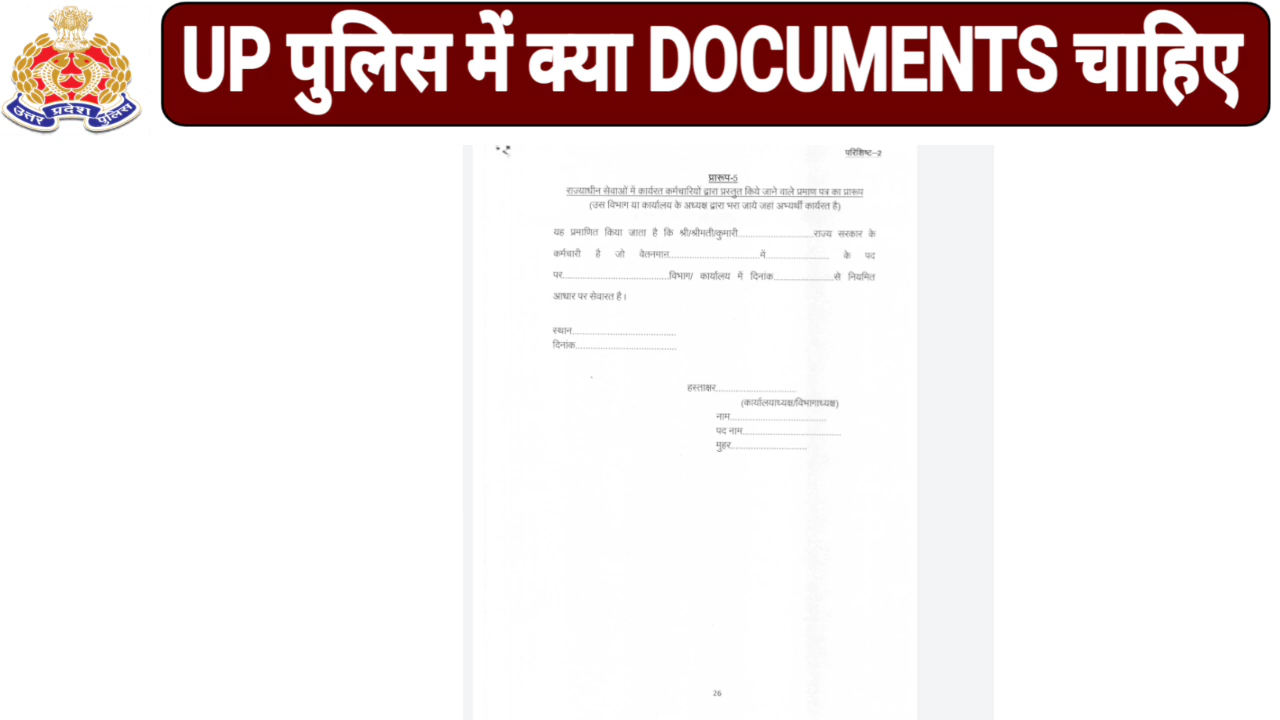 UP पुलिस में क्या DOCUMENTS चाहिए
उत्तर प्रदेश पुलिस
परिशिष्ट–2
प्रारूप-5
राज्याधीन सेवाओं में कार्यरत कर्मचारियों द्वारा प्रस्तुत किये जाने वाले प्रमाण पत्र का प्रारूप
(उस विभाग या कार्यालय के अध्यक्ष द्वारा भरा जाये जहां अभ्यर्थी कार्यरत है)
यह प्रमाणित किया जाता है कि श्री/श्रीमती/कुमारी..............................राज्य सरकार के
कर्मचारी है जो वेतनमान....................................में......................... के पद
पर..........................................विभाग/ कार्यालय में दिनांक........................से नियमित
आधार पर सेवारत है।
स्थान.........................................
दिनांक........................................
हस्ताक्षर................................
(कार्यालयाध्यक्ष/विभागाध्यक्ष)
नाम......................................
पद नाम.......................................
मुहर..............................
26